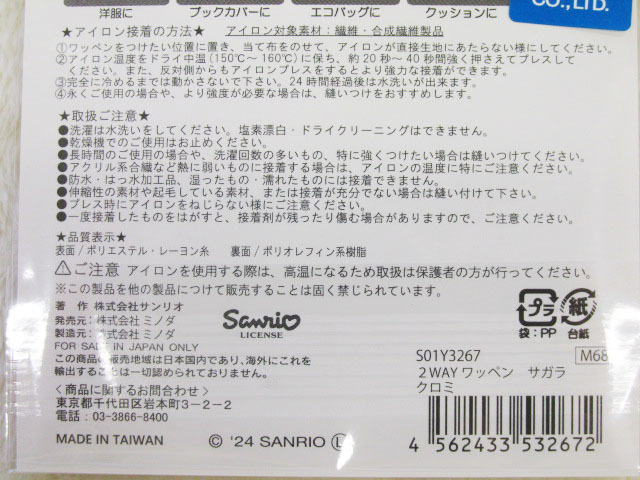 CO.,LTD.
洋服に ブックカバーに エコバッグに クッションに
★アイロン接着の方法★ アイロン対象素材：繊維・合成繊維製品
①ワッペンをつけたい位置に置き、当て布をのせて、アイロンが直接生地にあたらない様にしてください。
②アイロン温度をドライ中温(150℃～160℃)に保ち、約20秒～40秒間強く押さえてプレスして
ください。また、反対側からもアイロンプレスをするとより強力な接着ができます。
③完全に冷めるまでは動かさないで下さい。24時間経過後は水洗いが出来ます。
④永くご使用の場合や、より強度が必要な場合は、縫いつけをおすすめします。
★取扱ご注意★
●洗濯は水洗いをしてください。塩素漂白・ドライクリーニングはできません。
●乾燥機でのご使用はお止めください。
●長時間のご使用の場合や、洗濯回数の多いもの、特に強くつけたい場合は縫いつけてください。
●アクリル系合繊など熱に弱いものに接着する場合は、アイロンの温度に特にご注意ください。
●防水・はっ水加工品、湿ったもの・濡れたものには接着できません。
●伸縮性の素材や起毛している素材、または接着が充分でない場合は縫い付けて下さい。
●プレス時にアイロンをねじらない様にご注意ください。
●一度接着したものをはがすと、接着剤が残ったり傷む場合がありますので、ご注意ください。
★品質表示★
表面/ポリエステル・レーヨン糸 裏面/ポリオレフィン系樹脂
⚠ご注意 アイロンを使用する際は、高温になるため取扱は保護者の方が行ってください。
※この製品を他の製品につけて販売することは固く禁じられています。
著 作：株式会社サンリオ
発売元：株式会社ミノダ
製造元：株式会社ミノダ
FOR SALE IN JAPAN ONLY
この商品の販売地域は日本国内であり、海外にこれを
輸出することは一切認められておりません。
〈商品に関するお問合わせ〉
東京都千代田区岩本町3-2-2
電話：03-3866-8400
MADE IN TAIWAN
Sanrio
LICENSE
© '24 SANRIO Ⓛ
プラ 紙
袋：PP 台紙
S01Y3267 M68
2WAYワッペン サガラ
クロミ
4 562433 532672